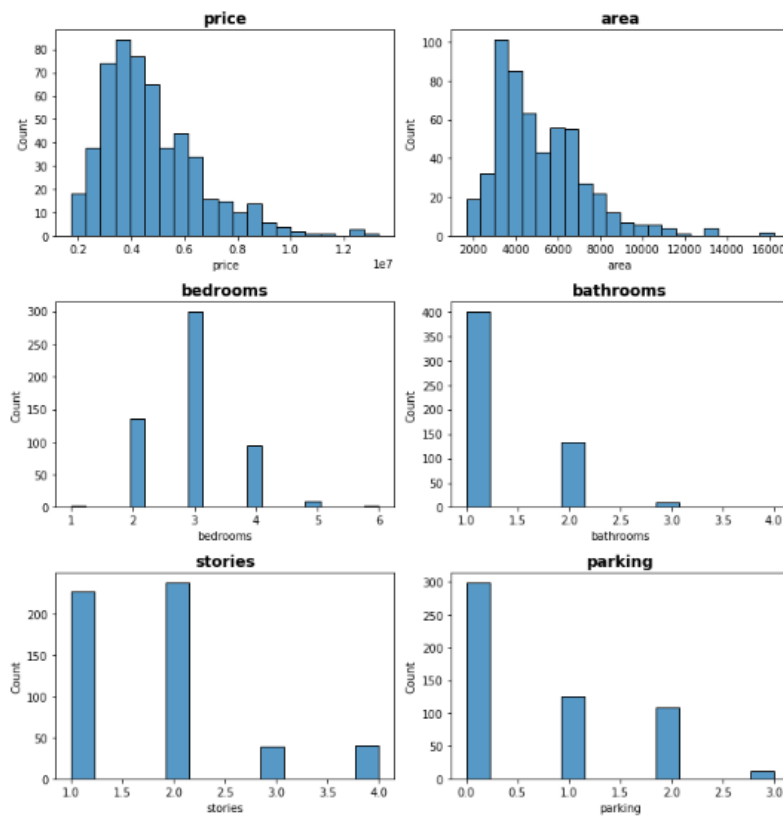 price
area
Count
80
70
60
50
40
30
20
10
0
0.2 0.4 0.6 0.8 1.0 1.2
1e7
price
Count
100
80
60
40
20
0
2000 4000 6000 8000 10000 12000 14000 16000
area
bedrooms
bathrooms
Count
300
250
200
150
100
50
0
1 2 3 4 5 6
bedrooms
Count
400
350
300
250
200
150
100
50
0
1.0 1.5 2.0 2.5 3.0 3.5 4.0
bathrooms
stories
parking
Count
200
150
100
50
0
1.0 1.5 2.0 2.5 3.0 3.5 4.0
stories
Count
300
250
200
150
100
50
0
0.0 0.5 1.0 1.5 2.0 2.5 3.0
parking